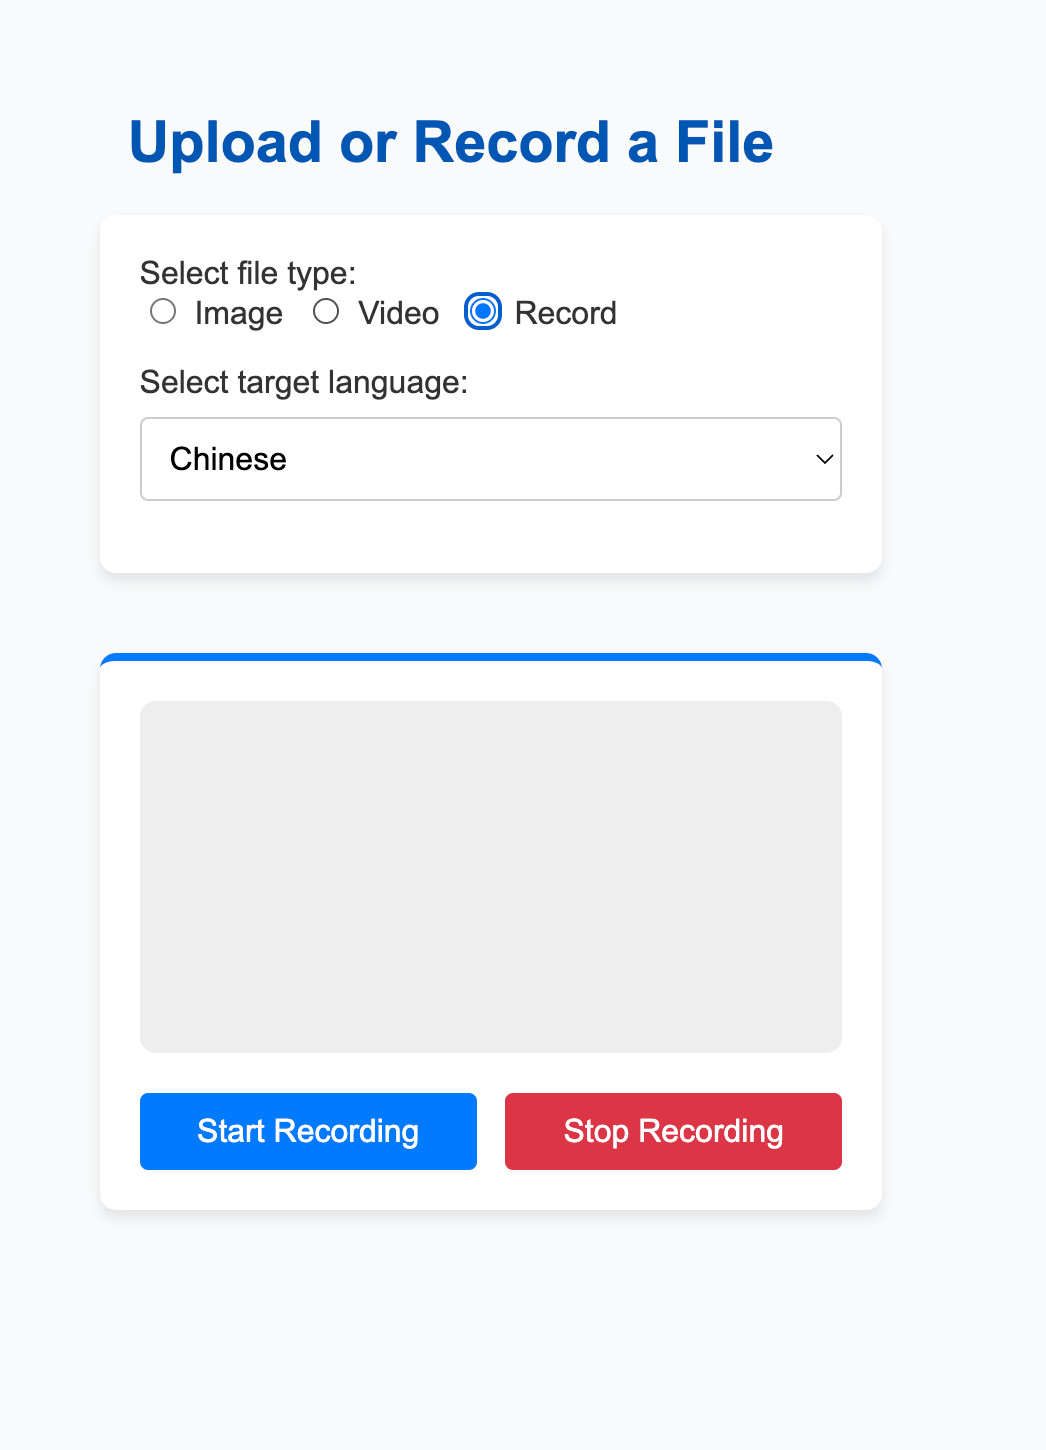 Upload or Record a File
Select file type:
Image Video Record
Select target language:
Chinese
Start Recording Stop Recording